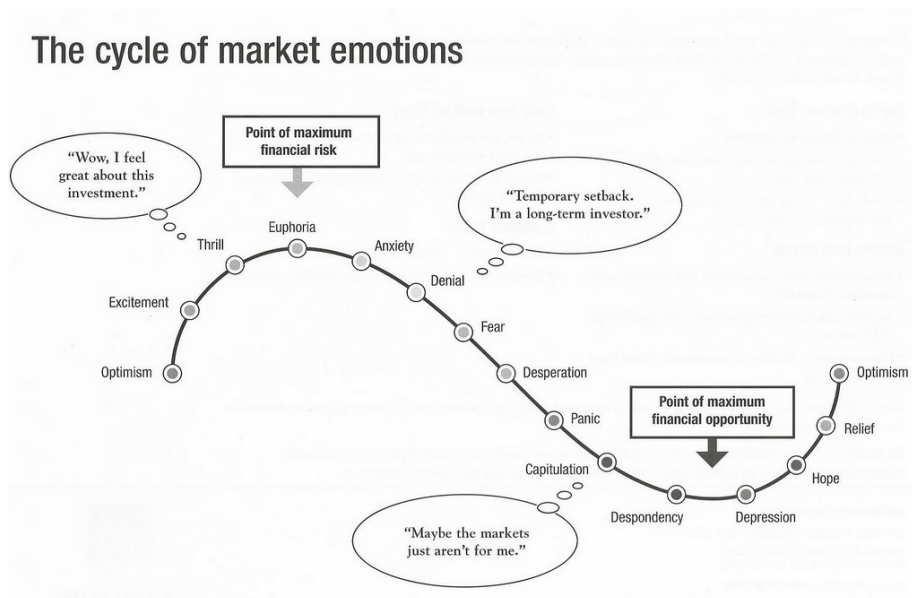 The cycle of market emotions
Point of maximum
financial risk
“Wow, I feel
great about this
investment.”
“Temporary setback.
I’m a long-term investor.”
Euphoria
Thrill
Anxiety
Denial
Excitement
Fear
Optimism
Desperation
Optimism
Point of maximum
financial opportunity
Panic
Relief
Capitulation
Hope
Despondency
Depression
“Maybe the markets
just aren’t for me.”